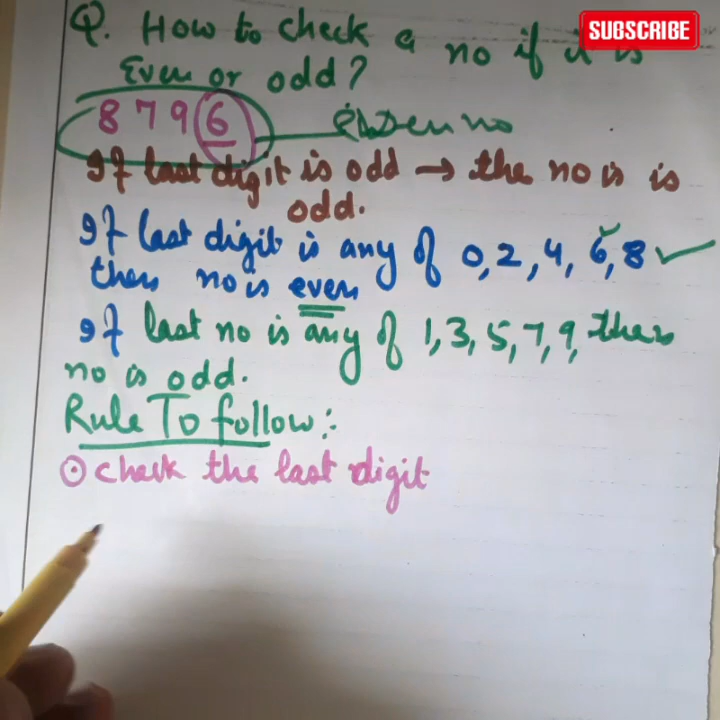 Q. How to check a no if it is
SUBSCRIBE
Even or odd?
8796 Even no
If last digit is odd → the no is is
odd.
If last digit is any of 0,2,4,6,8 ✓
then no is even
If last no is any of 1,3,5,7,9, then
no is odd.
Rule To follow:-
⊙ check the last digit